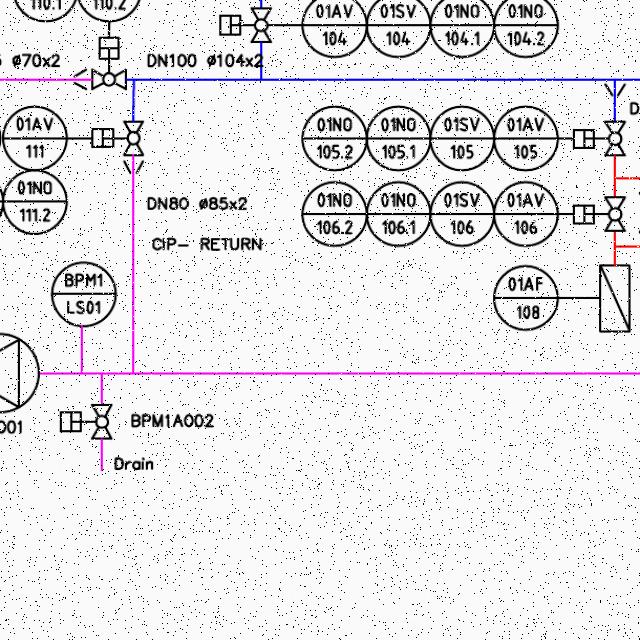 110.1 110.2
01AV 01SV 01NO 01NO
104 104 104.1 104.2
ø70x2 DN100 ø104x2
01AV
111
01NO
111.2
01NO 01NO 01SV 01AV
105.2 105.1 105 105
DN80 ø85x2
01NO 01NO 01SV 01AV
106.2 106.1 106 106
CIP- RETURN
BPM1
LS01
01AF
108
BPM1A002
001
Drain